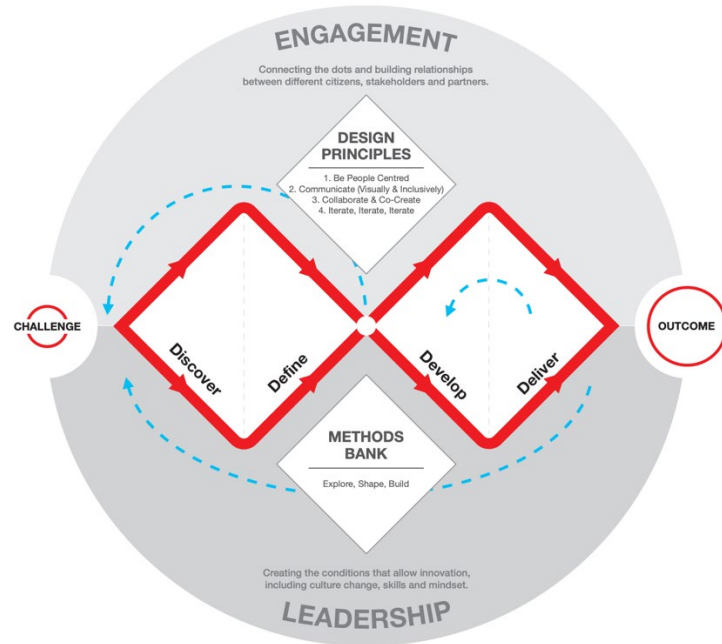 ENGAGEMENT
Connecting the dots and building relationships
between different citizens, stakeholders and partners.
DESIGN
PRINCIPLES
1. Be People Centred
2. Communicate (Visually & Inclusively)
3. Collaborate & Co-Create
4. Iterate, Iterate, Iterate
CHALLENGE
OUTCOME
Discover
Define
Develop
Deliver
METHODS
BANK
Explore, Shape, Build
Creating the conditions that allow innovation,
including culture change, skills and mindset.
LEADERSHIP